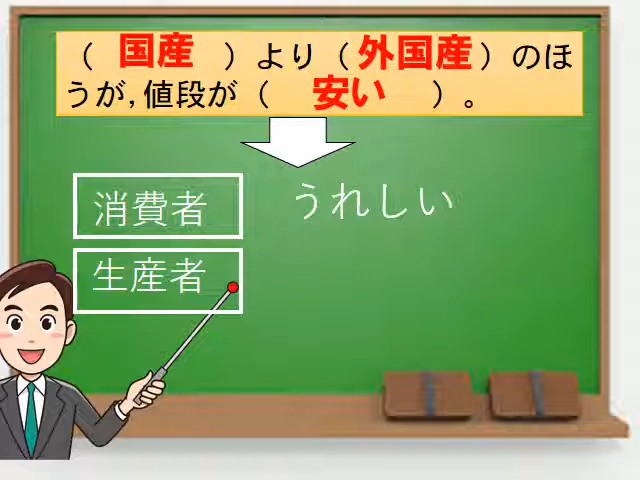 （ 国産 ）より（ 外国産 ）のほ
うが,値段が（ 安い ）。
消費者 うれしい
生産者